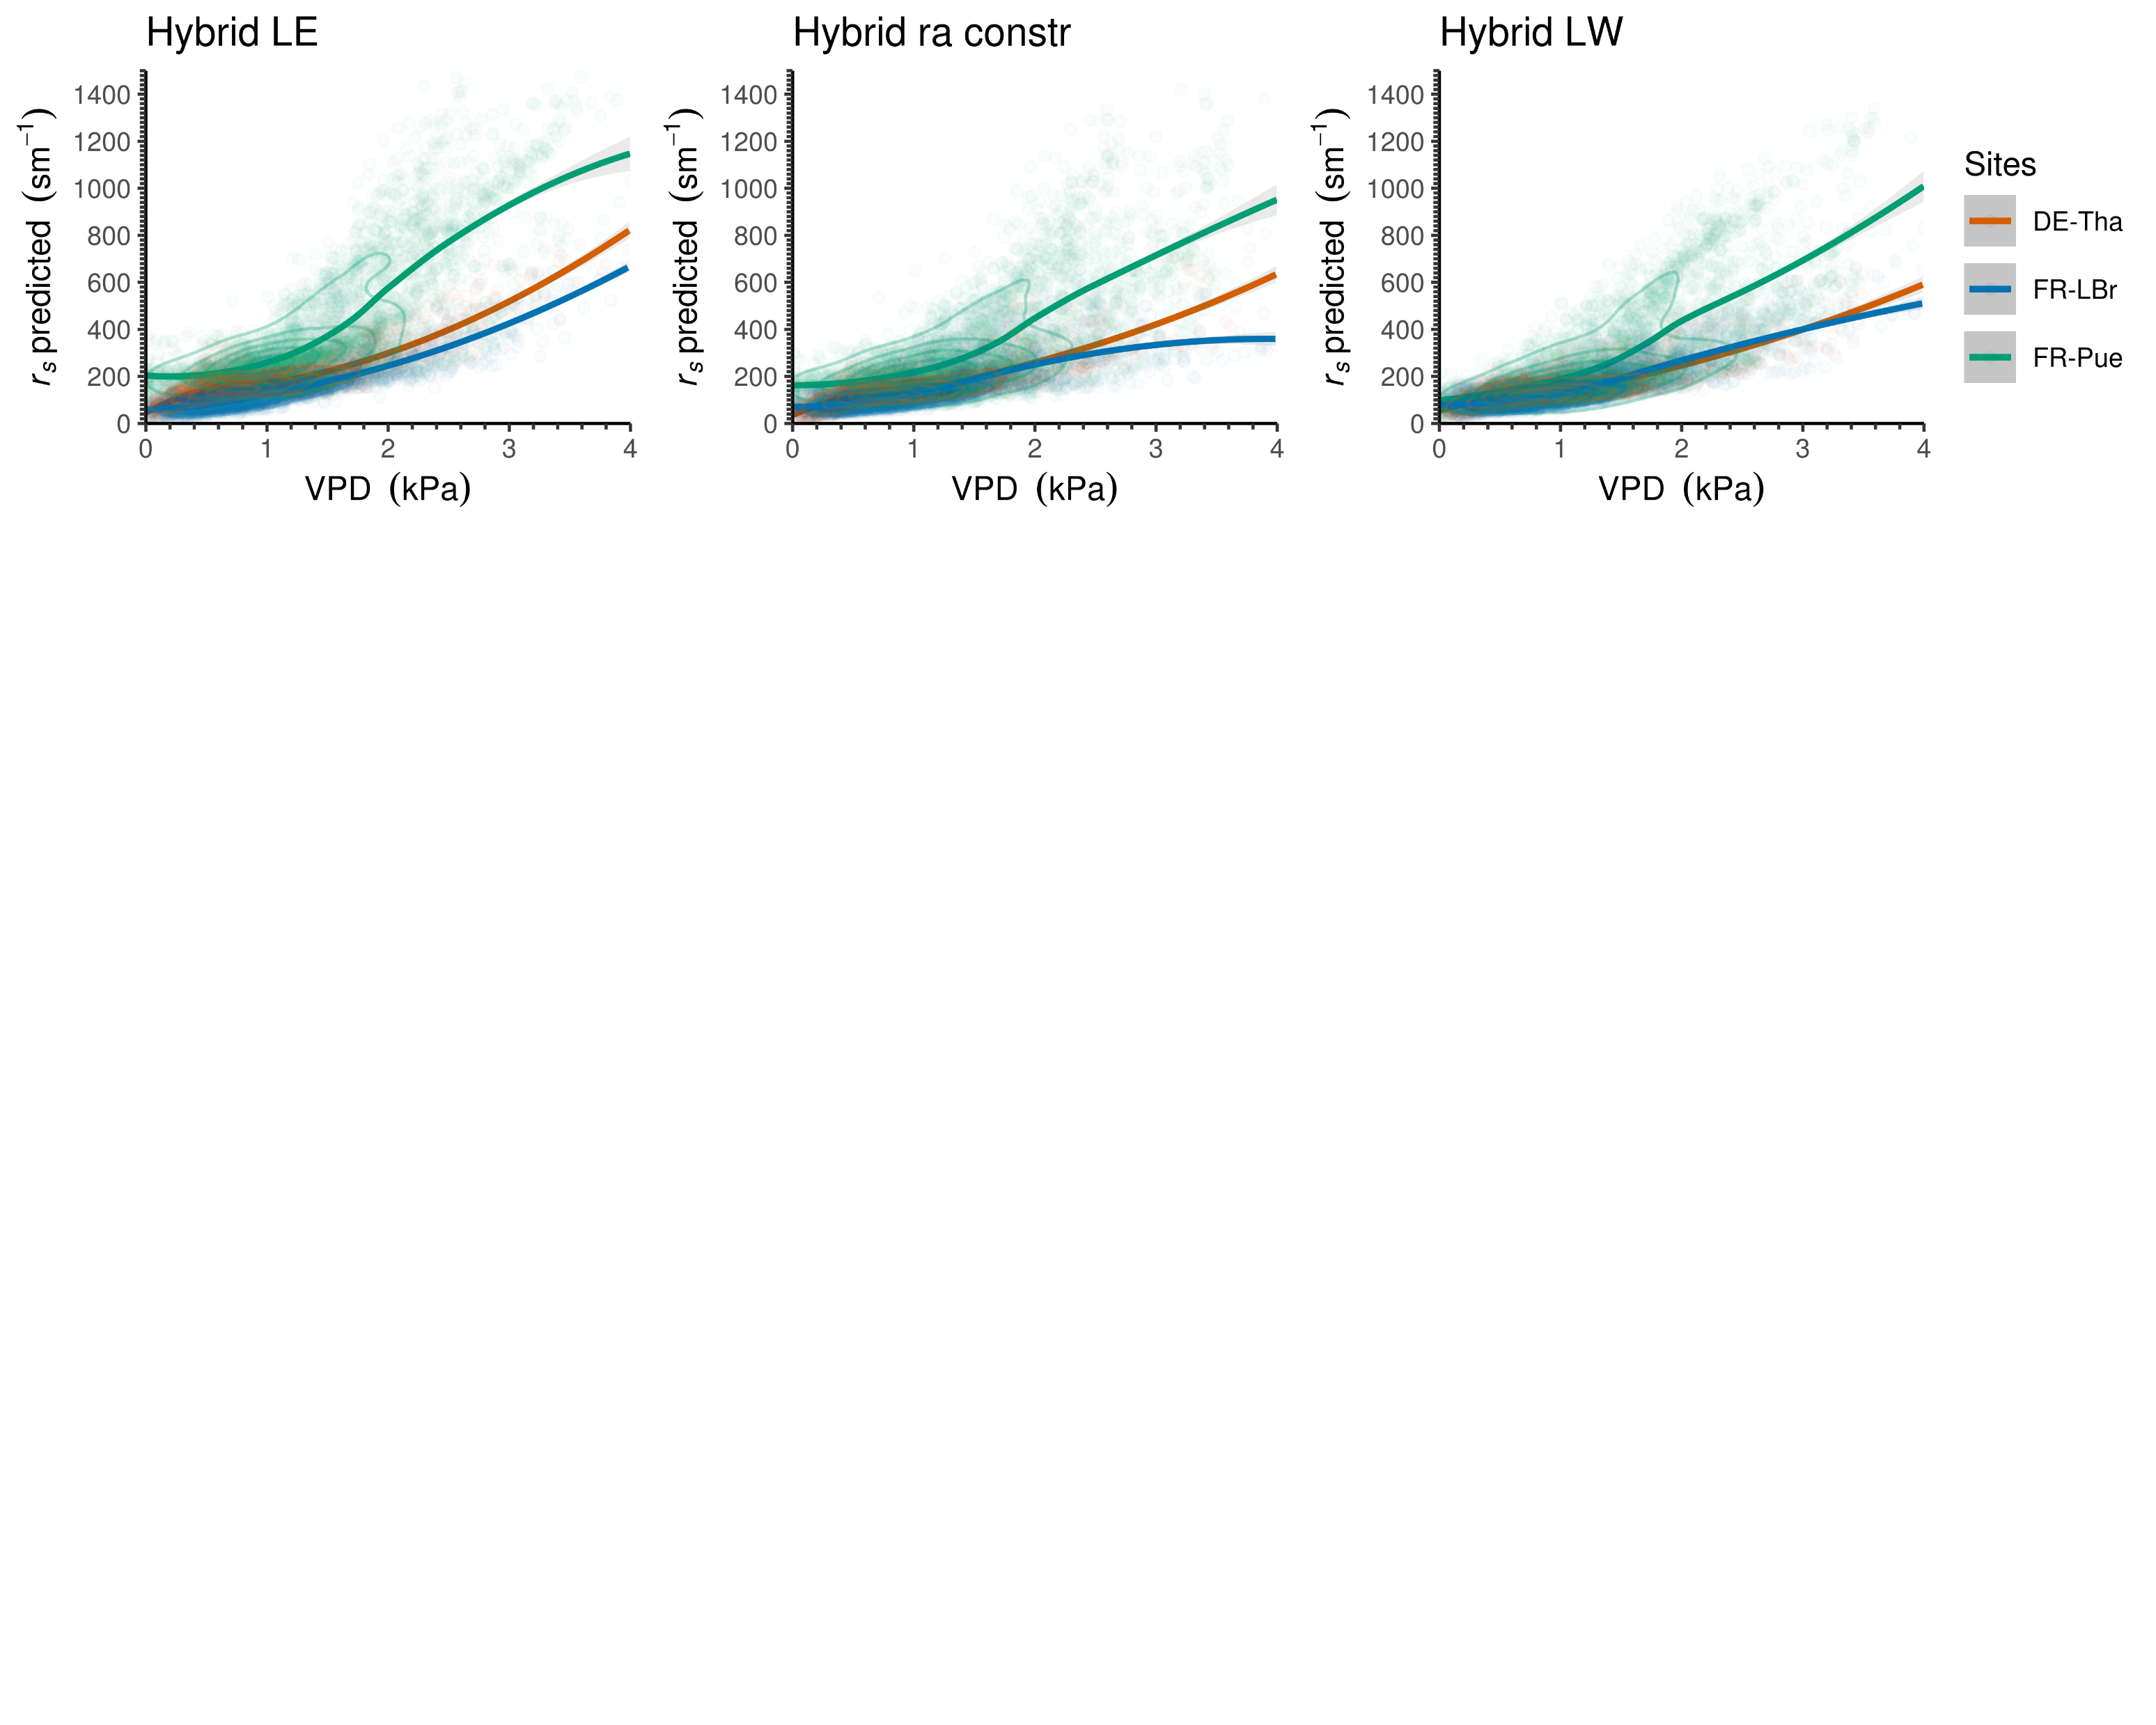 Hybrid LE
r_s predicted (sm⁻¹)
1400
1200
1000
800
600
400
200
0
0 1 2 3 4
VPD (kPa)
Hybrid ra constr
r_s predicted (sm⁻¹)
1400
1200
1000
800
600
400
200
0
0 1 2 3 4
VPD (kPa)
Hybrid LW
r_s predicted (sm⁻¹)
1400
1200
1000
800
600
400
200
0
0 1 2 3 4
VPD (kPa)
Sites
DE-Tha
FR-LBr
FR-Pue